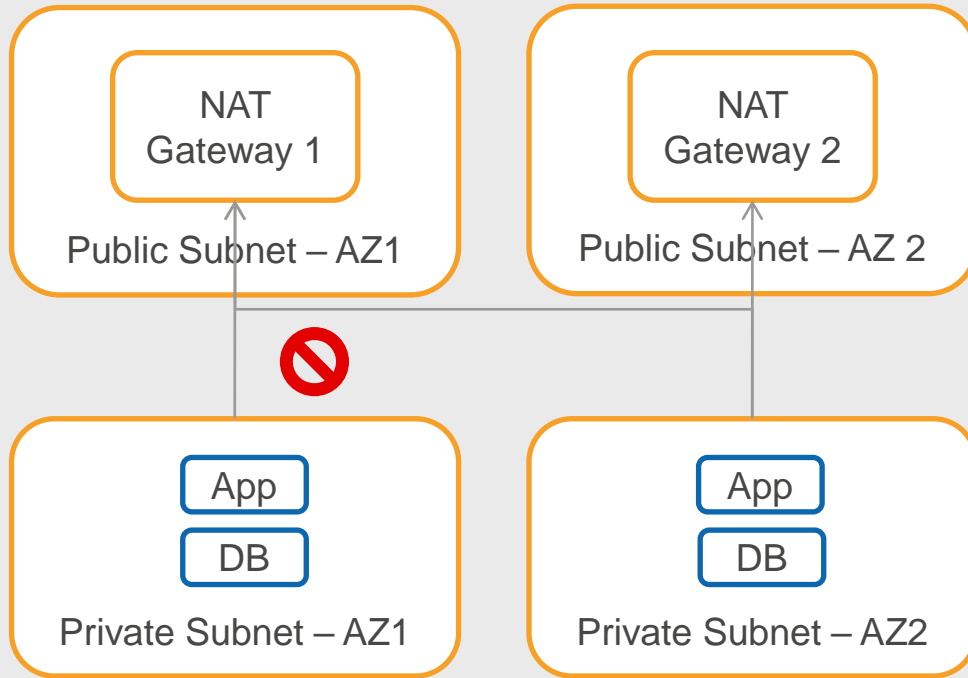 NAT
Gateway 1
Public Subnet – AZ1
NAT
Gateway 2
Public Subnet – AZ 2
App
DB
Private Subnet – AZ1
App
DB
Private Subnet – AZ2